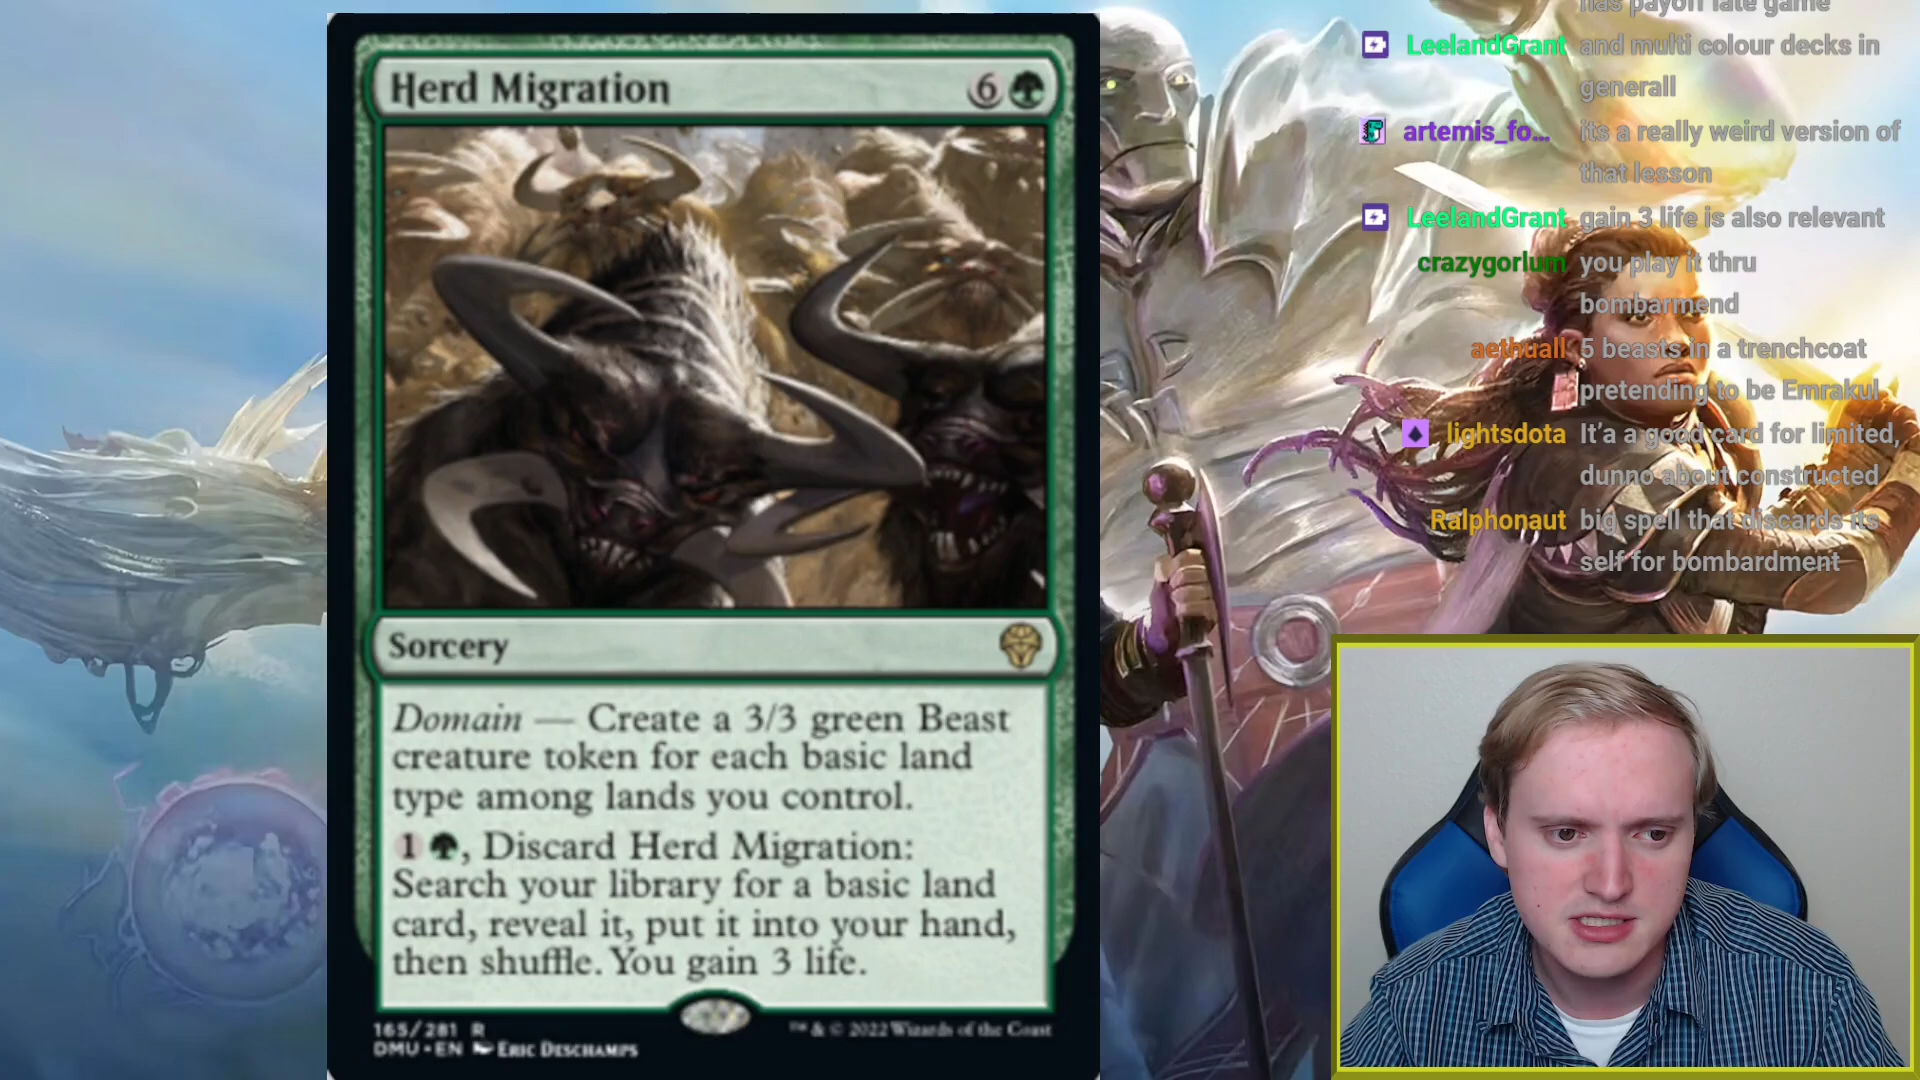 Herd Migration
6
Sorcery
Domain — Create a 3/3 green Beast
creature token for each basic land
type among lands you control.
1 , Discard Herd Migration:
Search your library for a basic land
card, reveal it, put it into your hand,
then shuffle. You gain 3 life.
165/281 R
DMU • EN Eric Deschamps
™ & © 2022 Wizards of the Coast
has payoff late game
LeelandGrant and multi colour decks in
generall
artemis_fo... its a really weird version of
that lesson
LeelandGrant gain 3 life is also relevant
crazygorlum you play it thru
bombarmend
aethuall 5 beasts in a trenchcoat
pretending to be Emrakul
lightsdota It’a a good card for limited,
dunno about constructed
Ralphonaut big spell that discards its
self for bombardment